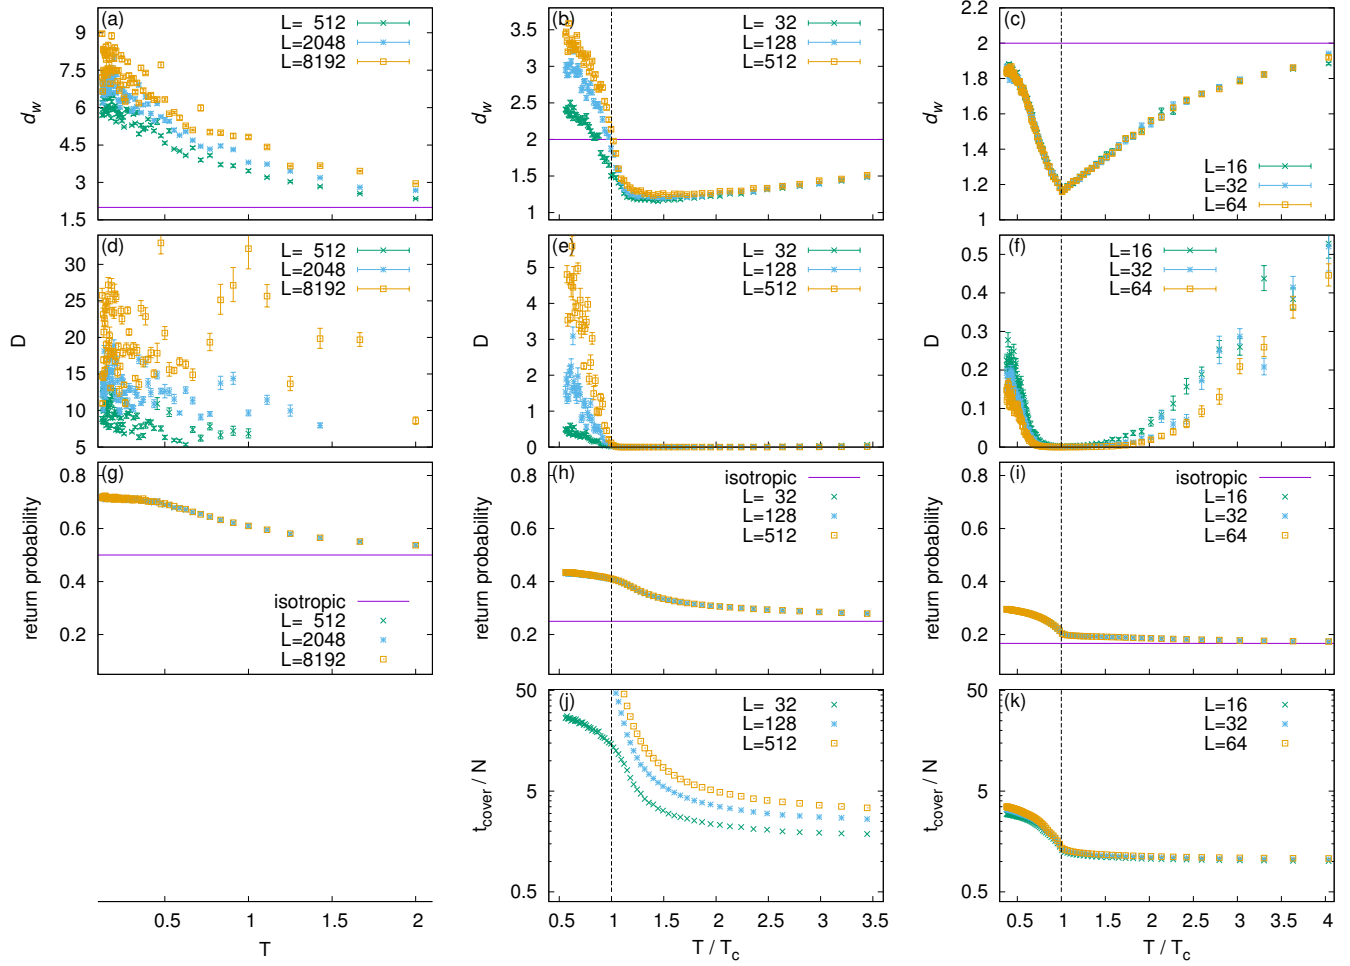 (a)
L= 512
L=2048
L=8192
9
7.5
6
4.5
3
1.5
d_w
(b)
L= 32
L=128
L=512
3.5
3
2.5
2
1.5
1
d_w
(c)
L=16
L=32
L=64
2.2
2
1.8
1.6
1.4
1.2
1
d_w
(d)
L= 512
L=2048
L=8192
30
25
20
15
10
5
D
(e)
L= 32
L=128
L=512
5
4
3
2
1
0
D
(f)
L=16
L=32
L=64
0.5
0.4
0.3
0.2
0.1
0
D
(g)
isotropic
L= 512
L=2048
L=8192
0.8
0.6
0.4
0.2
return probability
(h)
isotropic
L= 32
L=128
L=512
0.8
0.6
0.4
0.2
return probability
(i)
isotropic
L=16
L=32
L=64
0.8
0.6
0.4
0.2
return probability
(j)
L= 32
L=128
L=512
50
5
0.5
t_cover / N
(k)
L=16
L=32
L=64
50
5
0.5
t_cover / N
0.5 1 1.5 2
T
0.5 1 1.5 2 2.5 3 3.5
T / T_c
0.5 1 1.5 2 2.5 3 3.5 4
T / T_c